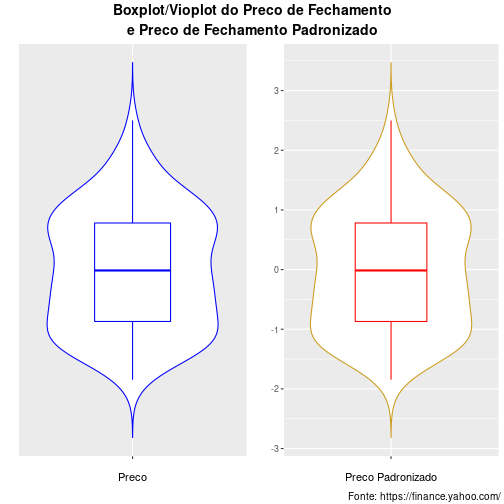 Boxplot/Vioplot do Preco de Fechamento
e Preco de Fechamento Padronizado
3
2
1
0
-1
-2
-3
Preco
Preco Padronizado
Fonte: https://finance.yahoo.com/